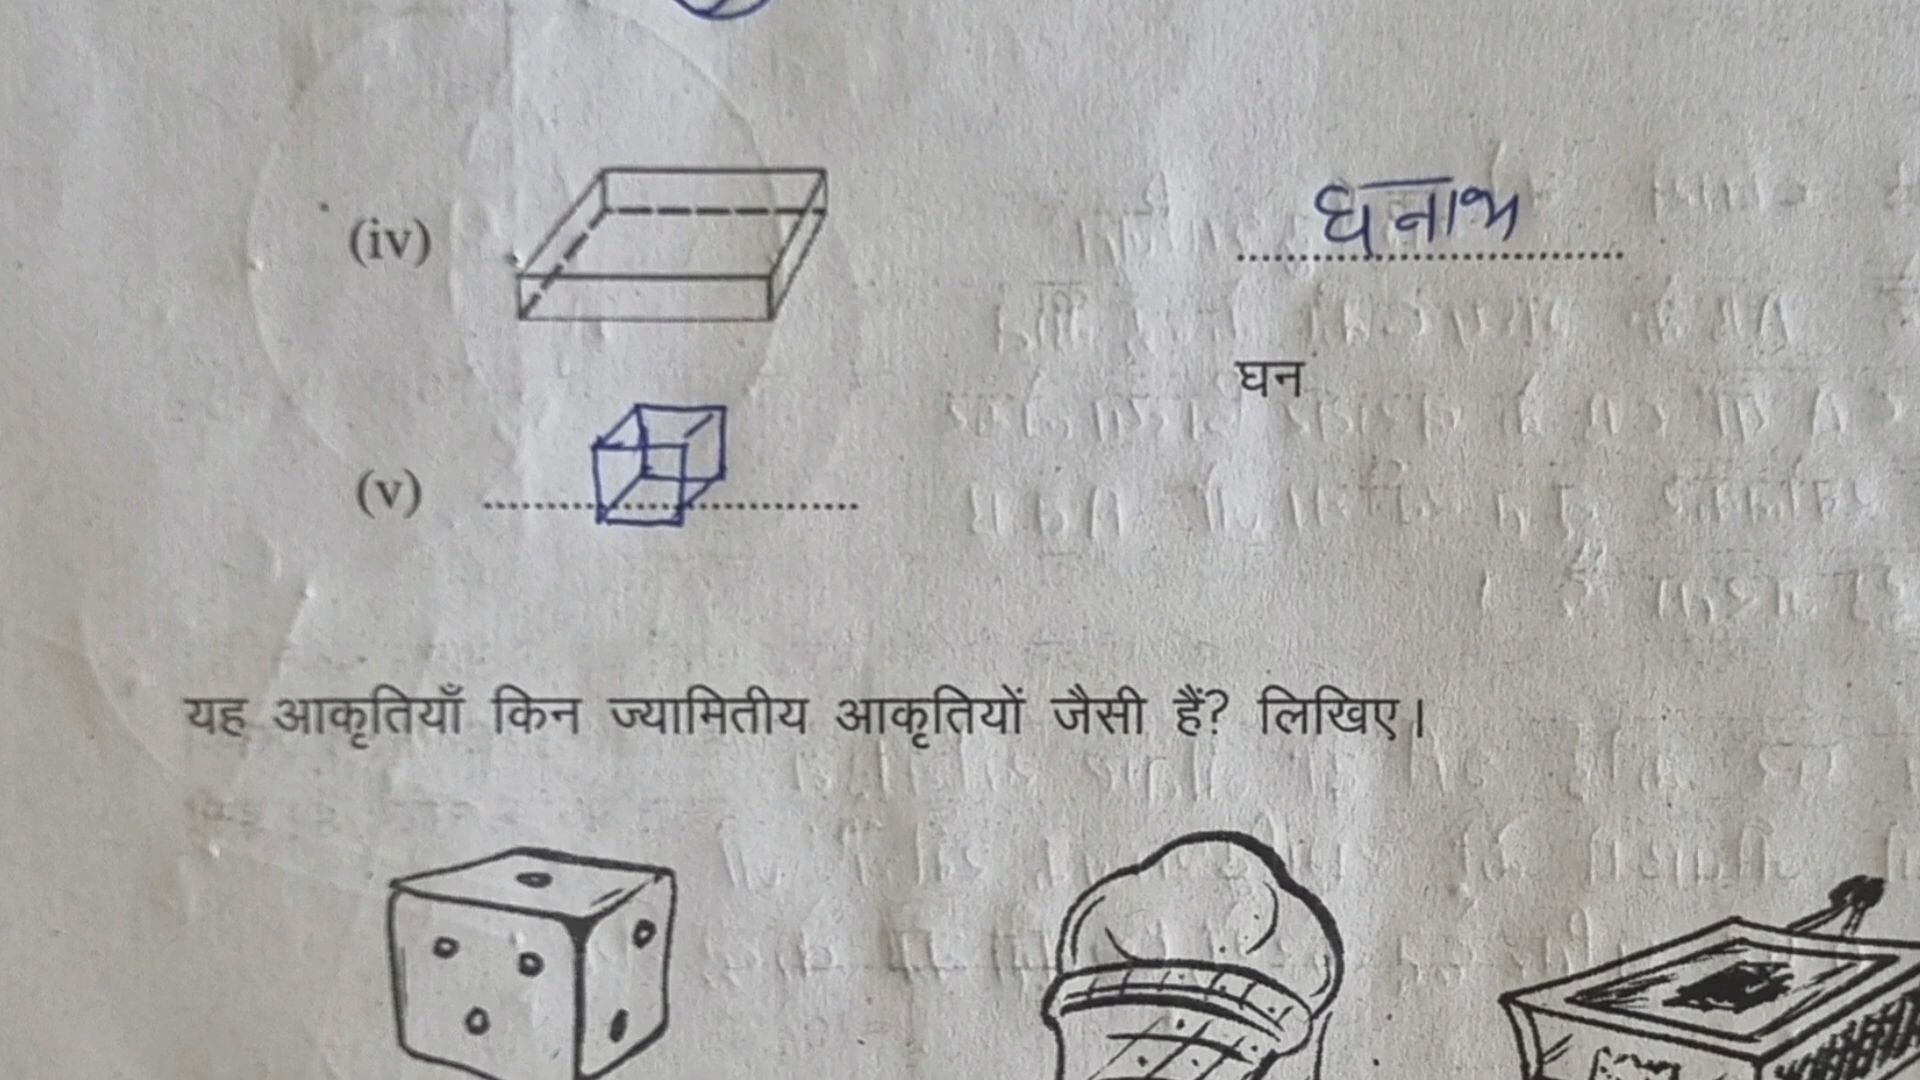 (iv) घनाभ
घन
(v)
यह आकृतियाँ किन ज्यामितीय आकृतियों जैसी हैं? लिखिए।